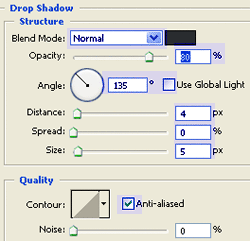 Drop Shadow
Structure
Blend Mode: Normal
Opacity: 80 %
Angle: 135 ° Use Global Light
Distance: 4 px
Spread: 0 %
Size: 5 px
Quality
Contour: Anti-aliased
Noise: 0 %